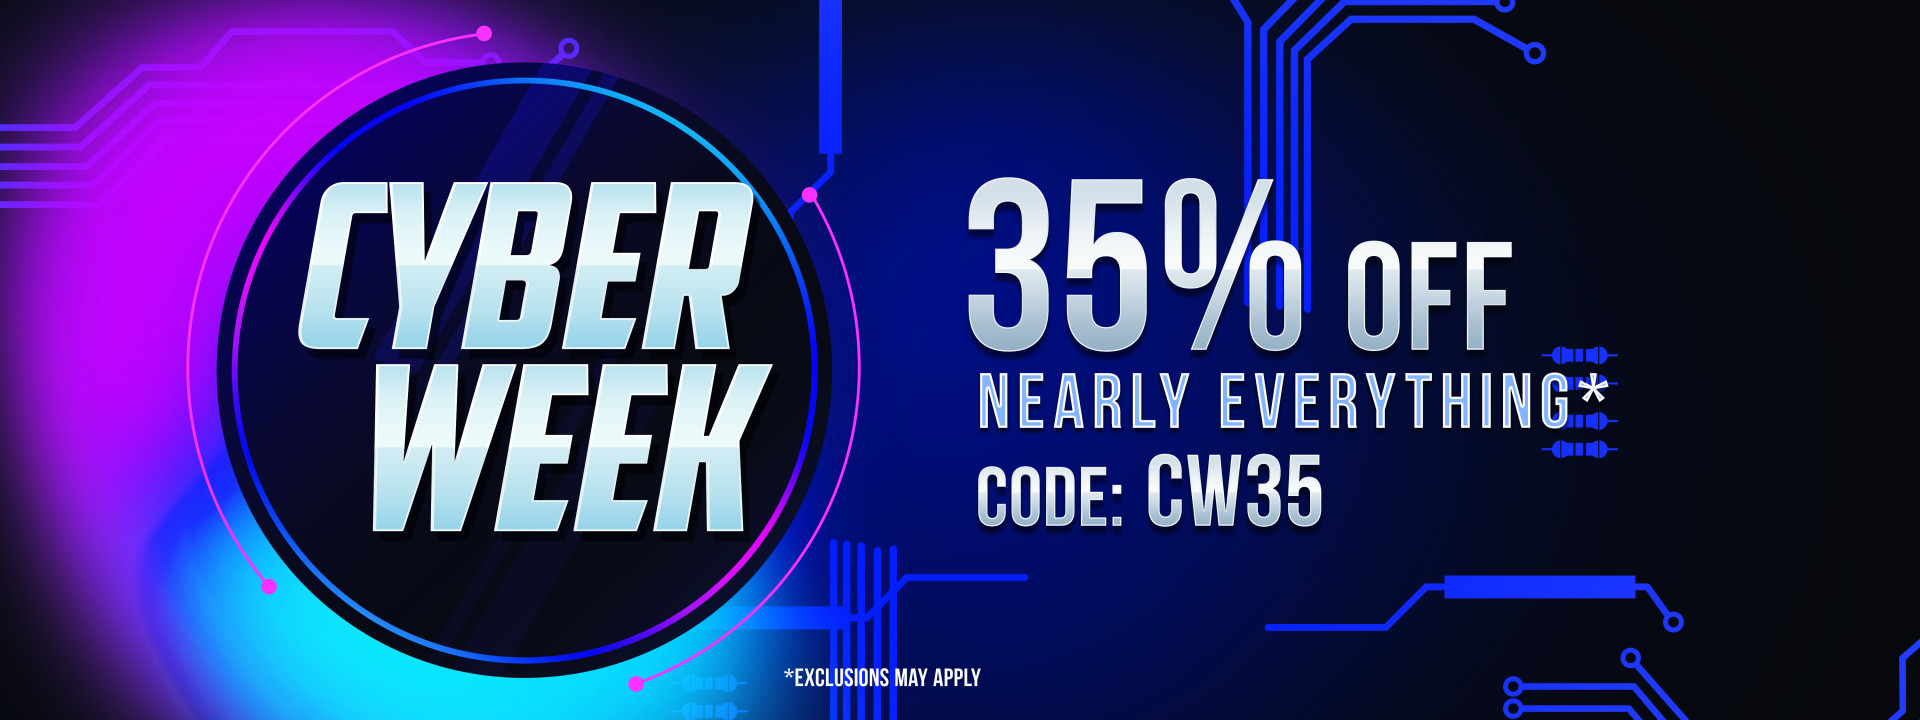 CYBER
WEEK
35% OFF
NEARLY EVERYTHING*
CODE: CW35
*EXCLUSIONS MAY APPLY